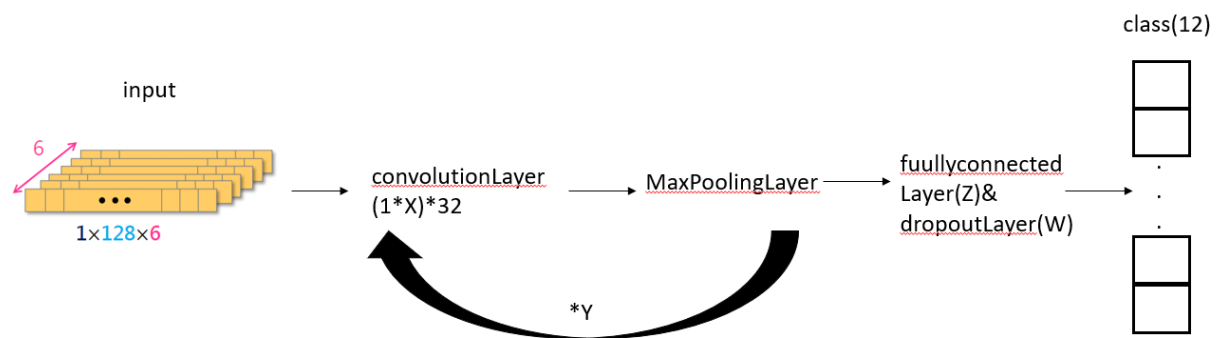 class(12)
input
6
1×128×6
convolutionLayer
(1*X)*32
MaxPoolingLayer
fuullyconnected
Layer(Z)&
dropoutLayer(W)
*Y